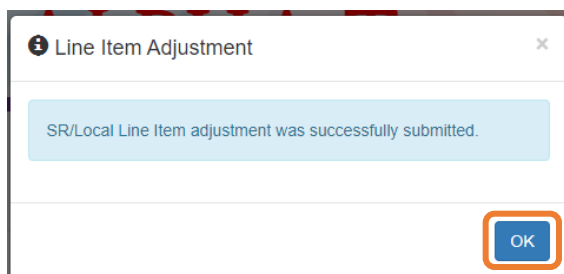 Line Item Adjustment ×
SR/Local Line Item adjustment was successfully submitted.
OK